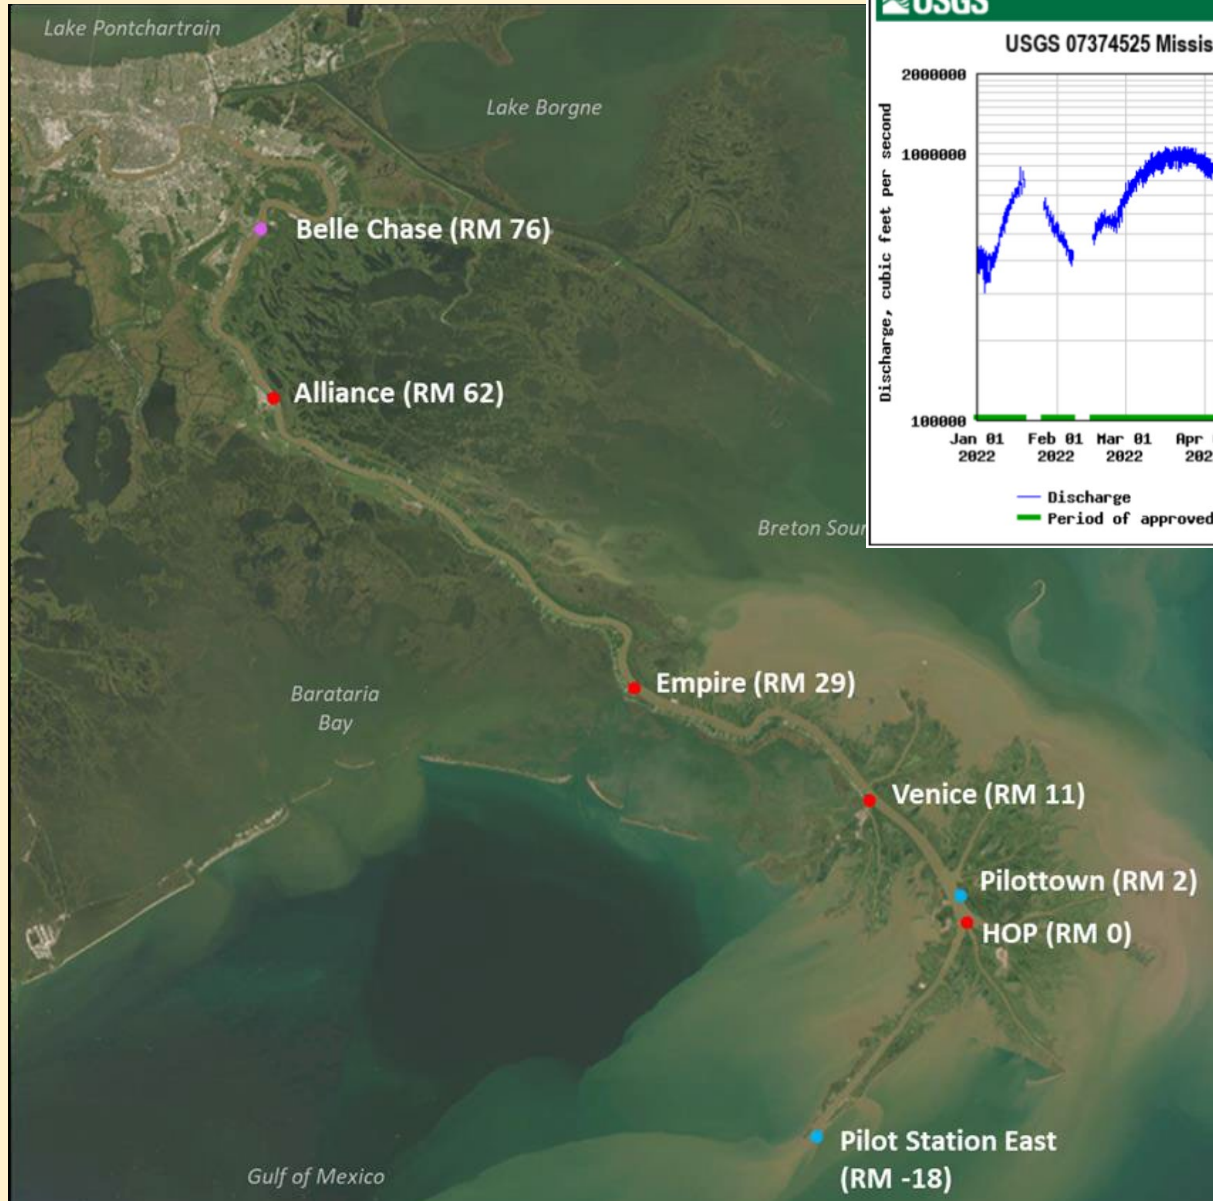 Lake Pontchartrain
Lake Borgne
Belle Chase (RM 76)
Alliance (RM 62)
Breton Sour
Empire (RM 29)
Barataria
Bay
Venice (RM 11)
Pilottown (RM 2)
HOP (RM 0)
Pilot Station East
(RM -18)
Gulf of Mexico
USGS
USGS 07374525 Missis
Discharge, cubic feet per second
2000000
1000000
100000
Jan 01 Feb 01 Mar 01 Apr
2022 2022 2022 202
Discharge
Period of approved